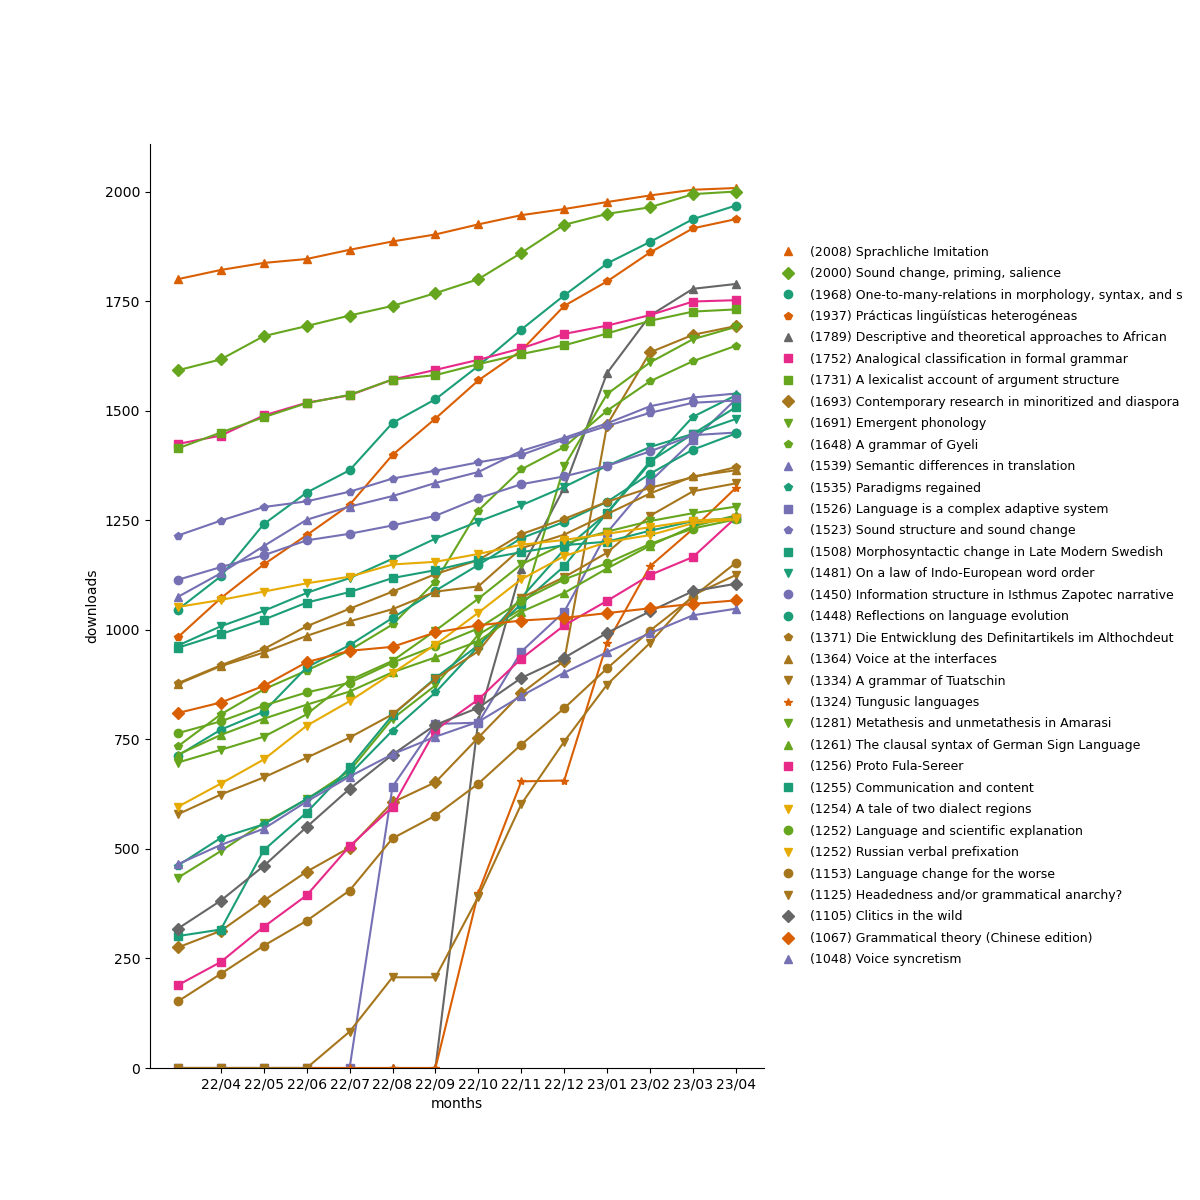 2000
1750
1500
1250
1000
750
500
250
0
downloads
22/04 22/05 22/06 22/07 22/08 22/09 22/10 22/11 22/12 23/01 23/02 23/03 23/04
months
(2008) Sprachliche Imitation
(2000) Sound change, priming, salience
(1968) One-to-many-relations in morphology, syntax, and s
(1937) Prácticas lingüísticas heterogéneas
(1789) Descriptive and theoretical approaches to African
(1752) Analogical classification in formal grammar
(1731) A lexicalist account of argument structure
(1693) Contemporary research in minoritized and diaspora
(1691) Emergent phonology
(1648) A grammar of Gyeli
(1539) Semantic differences in translation
(1535) Paradigms regained
(1526) Language is a complex adaptive system
(1523) Sound structure and sound change
(1508) Morphosyntactic change in Late Modern Swedish
(1481) On a law of Indo-European word order
(1450) Information structure in Isthmus Zapotec narrative
(1448) Reflections on language evolution
(1371) Die Entwicklung des Definitartikels im Althochdeut
(1364) Voice at the interfaces
(1334) A grammar of Tuatschin
(1324) Tungusic languages
(1281) Metathesis and unmetathesis in Amarasi
(1261) The clausal syntax of German Sign Language
(1256) Proto Fula-Sereer
(1255) Communication and content
(1254) A tale of two dialect regions
(1252) Language and scientific explanation
(1252) Russian verbal prefixation
(1153) Language change for the worse
(1125) Headedness and/or grammatical anarchy?
(1105) Clitics in the wild
(1067) Grammatical theory (Chinese edition)
(1048) Voice syncretism